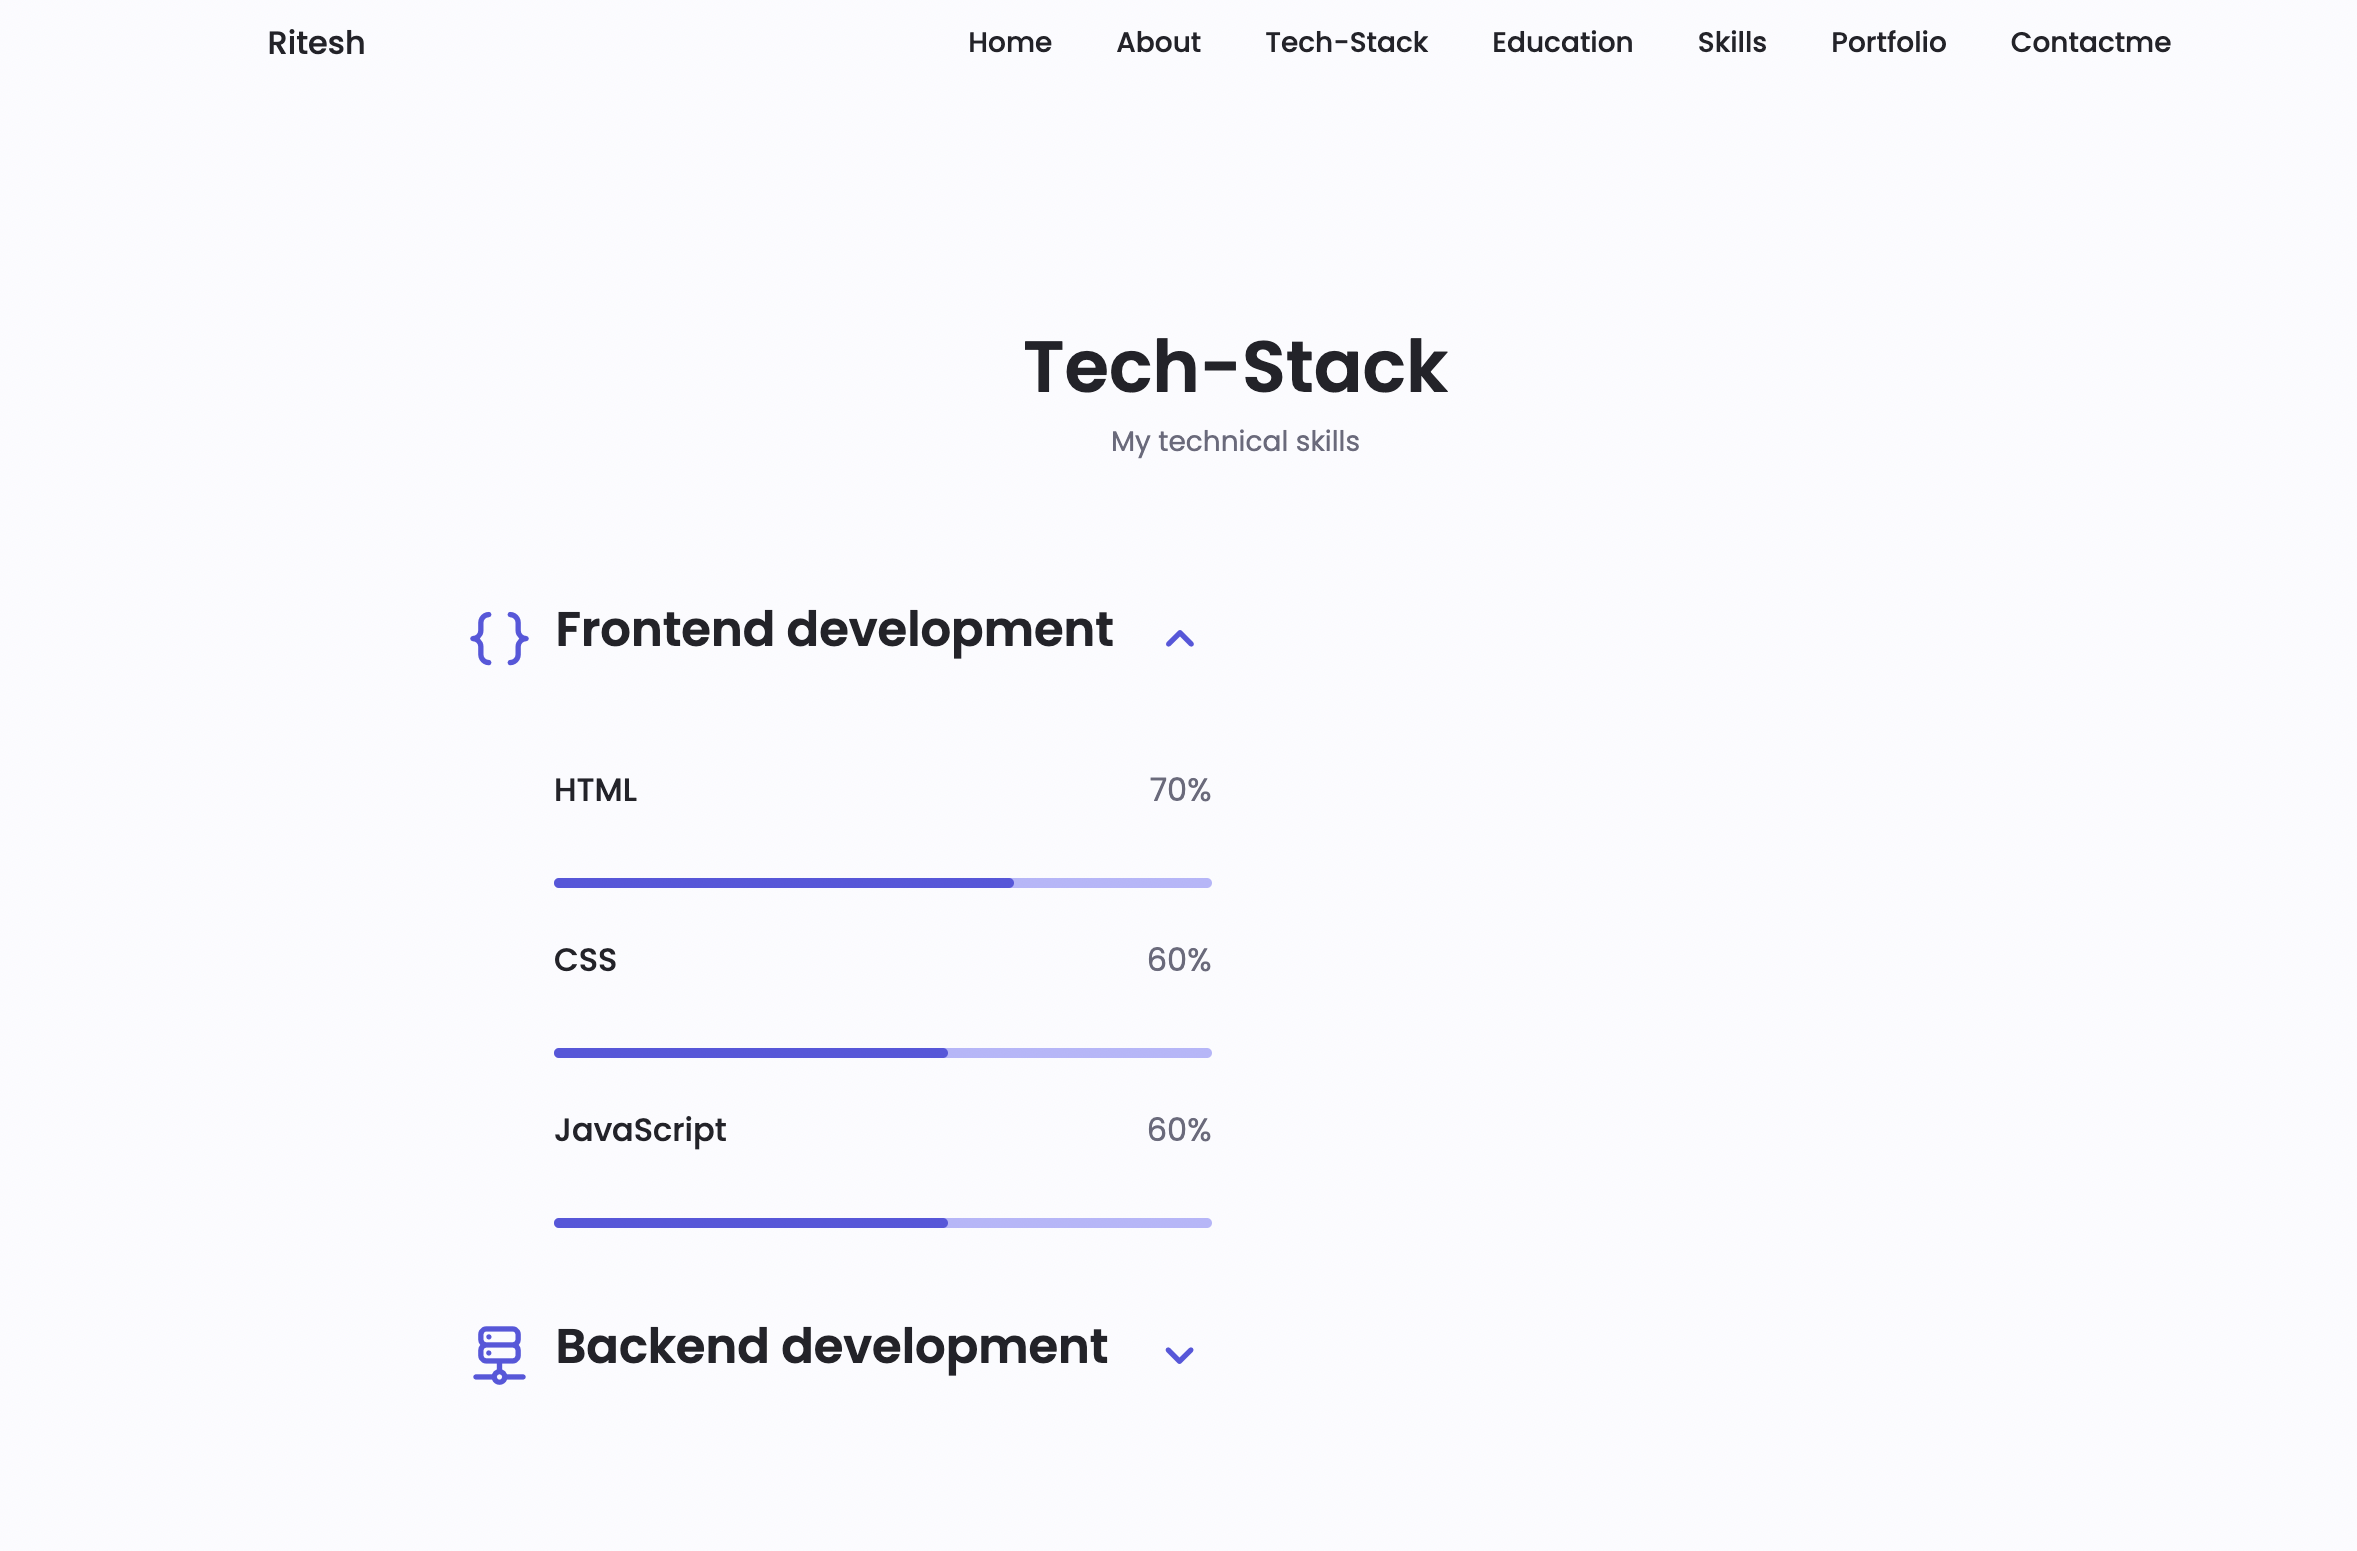 Ritesh
Home About Tech-Stack Education Skills Portfolio Contactme
Tech-Stack
My technical skills
Frontend development
HTML 70%
CSS 60%
JavaScript 60%
Backend development